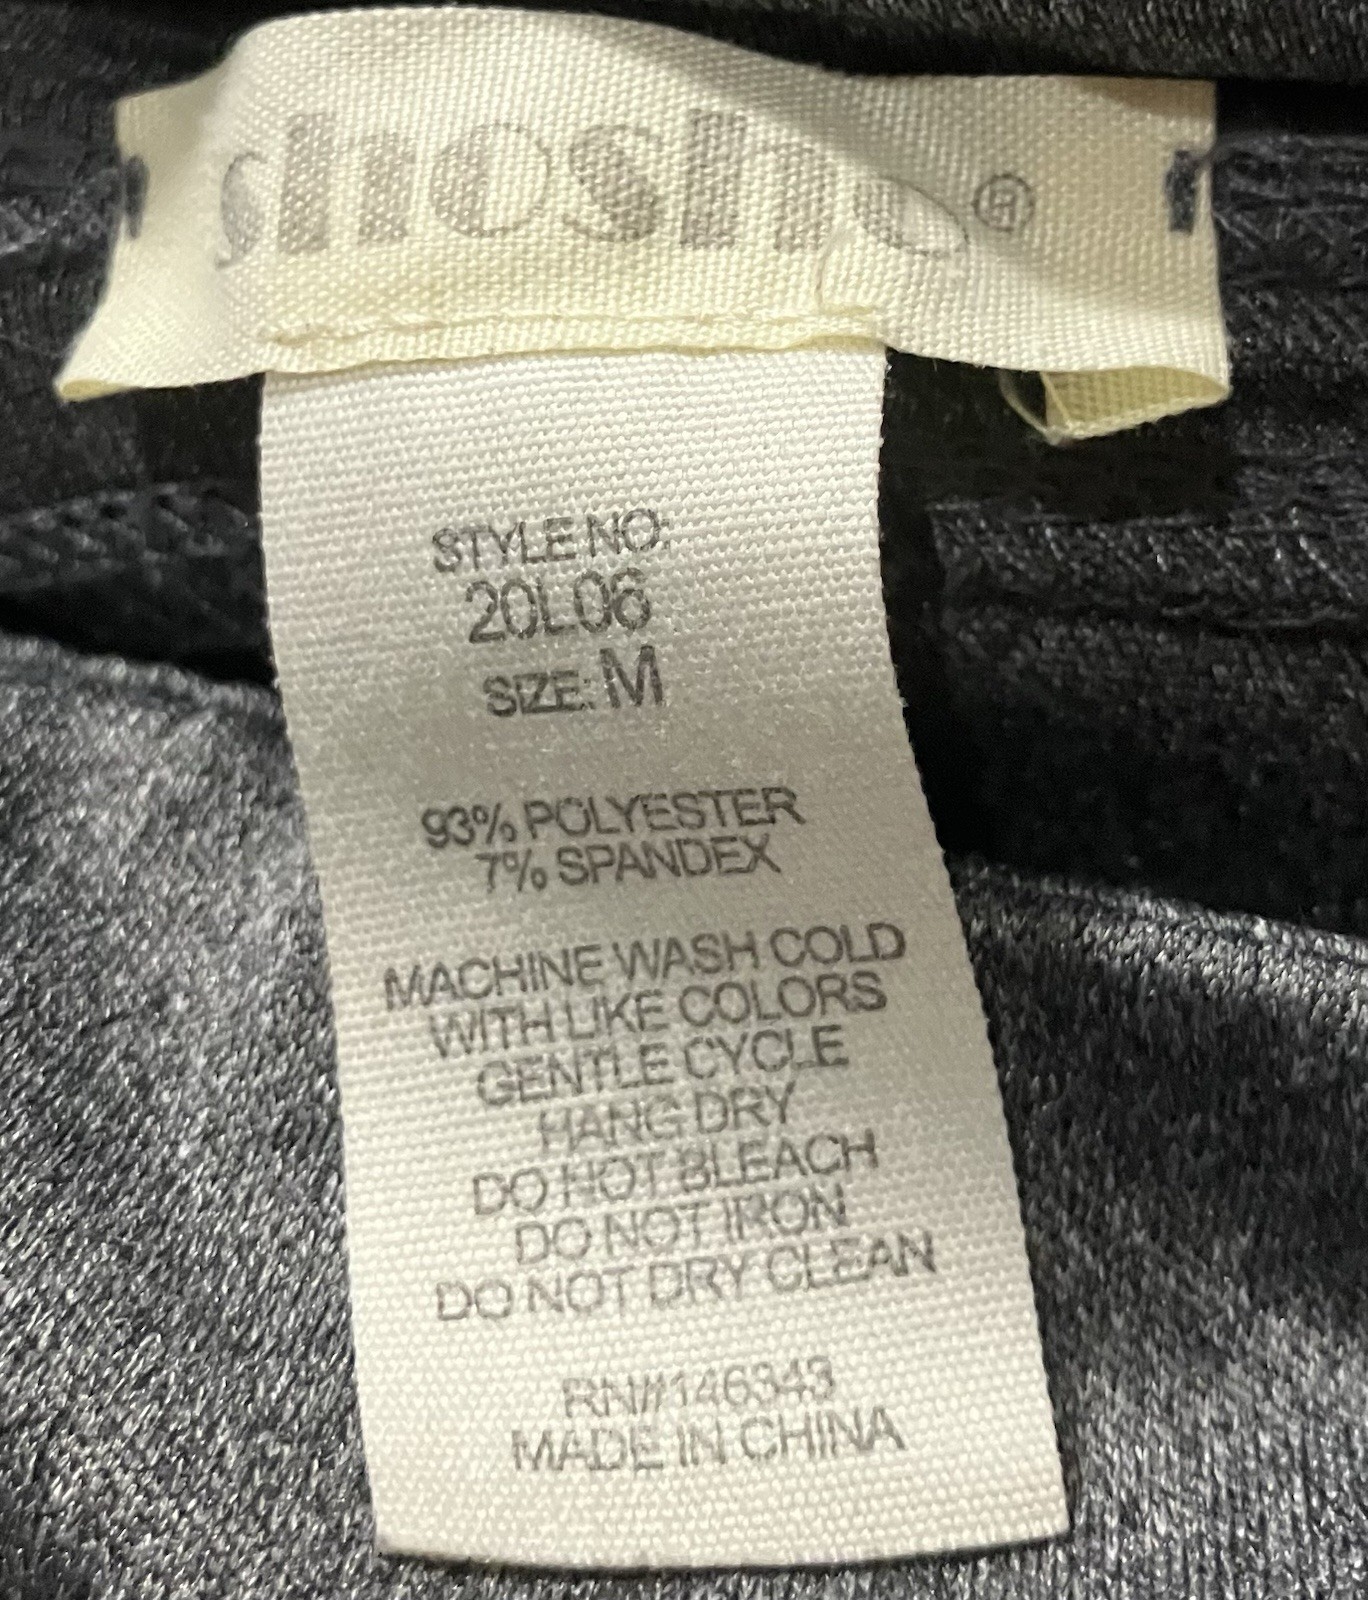 shosho®
STYLE NO:
20L06
SIZE: M
93% POLYESTER
7% SPANDEX
MACHINE WASH COLD
WITH LIKE COLORS
GENTLE CYCLE
HANG DRY
DO NOT BLEACH
DO NOT IRON
DO NOT DRY CLEAN
RN#146343
MADE IN CHINA